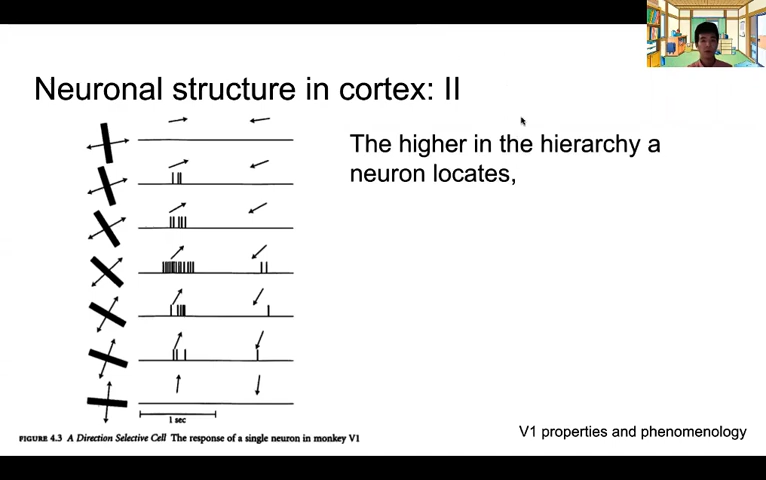 Neuronal structure in cortex: II
The higher in the hierarchy a
neuron locates,
1 sec
FIGURE 4.3 A Direction Selective Cell The response of a single neuron in monkey V1
V1 properties and phenomenology